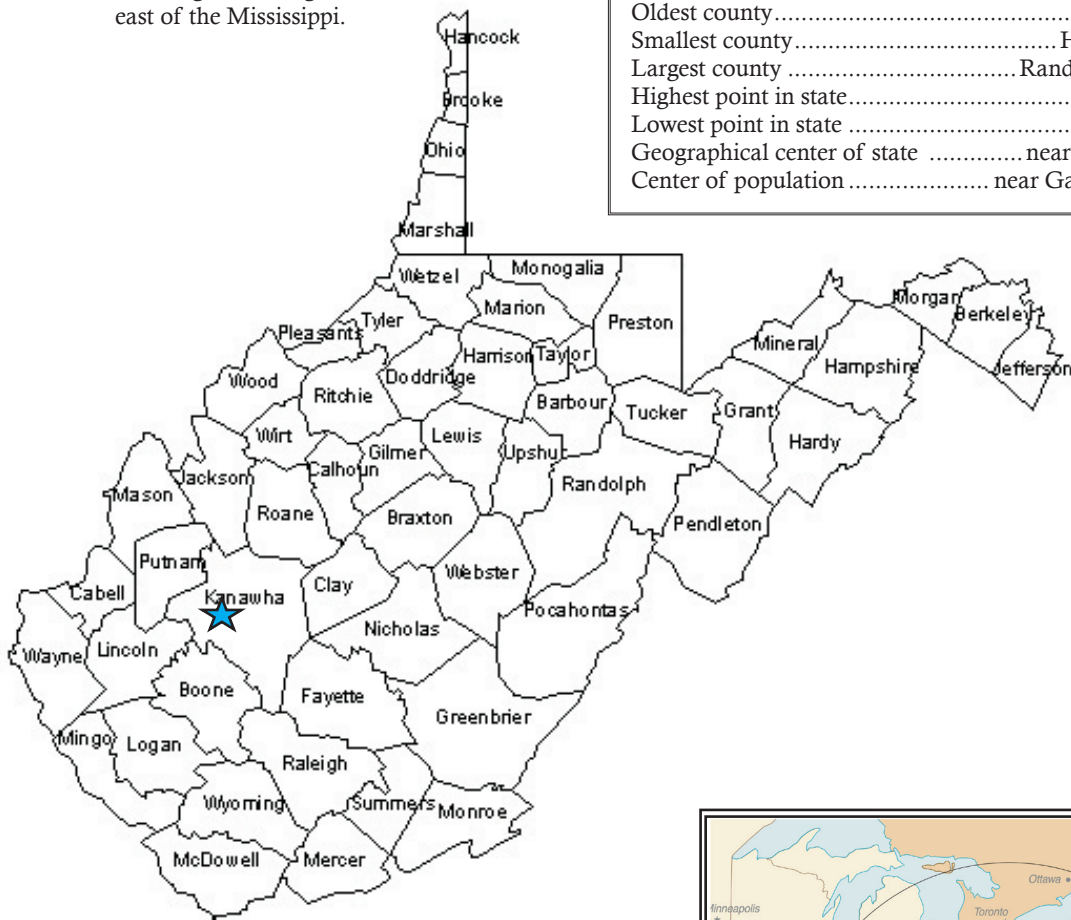 east of the Mississippi.
Oldest county
Smallest county
Largest county
Highest point in state
Lowest point in state
Geographical center of state .............. near
Center of population ..................... near
Hancock
Brooke
Ohio
Marshall
Wetzel
Monogalia
Marion
Preston
Morgan
Berkeley
Jefferson
Mineral
Hampshire
Pleasants
Tyler
Harrison
Taylor
Wood
Ritchie
Doddridge
Barbour
Tucker
Grant
Hardy
Wirt
Gilmer
Lewis
Upshur
Jackson
Calhoun
Randolph
Mason
Roane
Braxton
Pendleton
Putnam
Cabell
Kanawha
Clay
Webster
Pocahontas
Nicholas
Wayne
Lincoln
Boone
Fayette
Greenbrier
Mingo
Logan
Raleigh
Wyoming
Summers
Monroe
McDowell
Mercer
Ottawa
Toronto